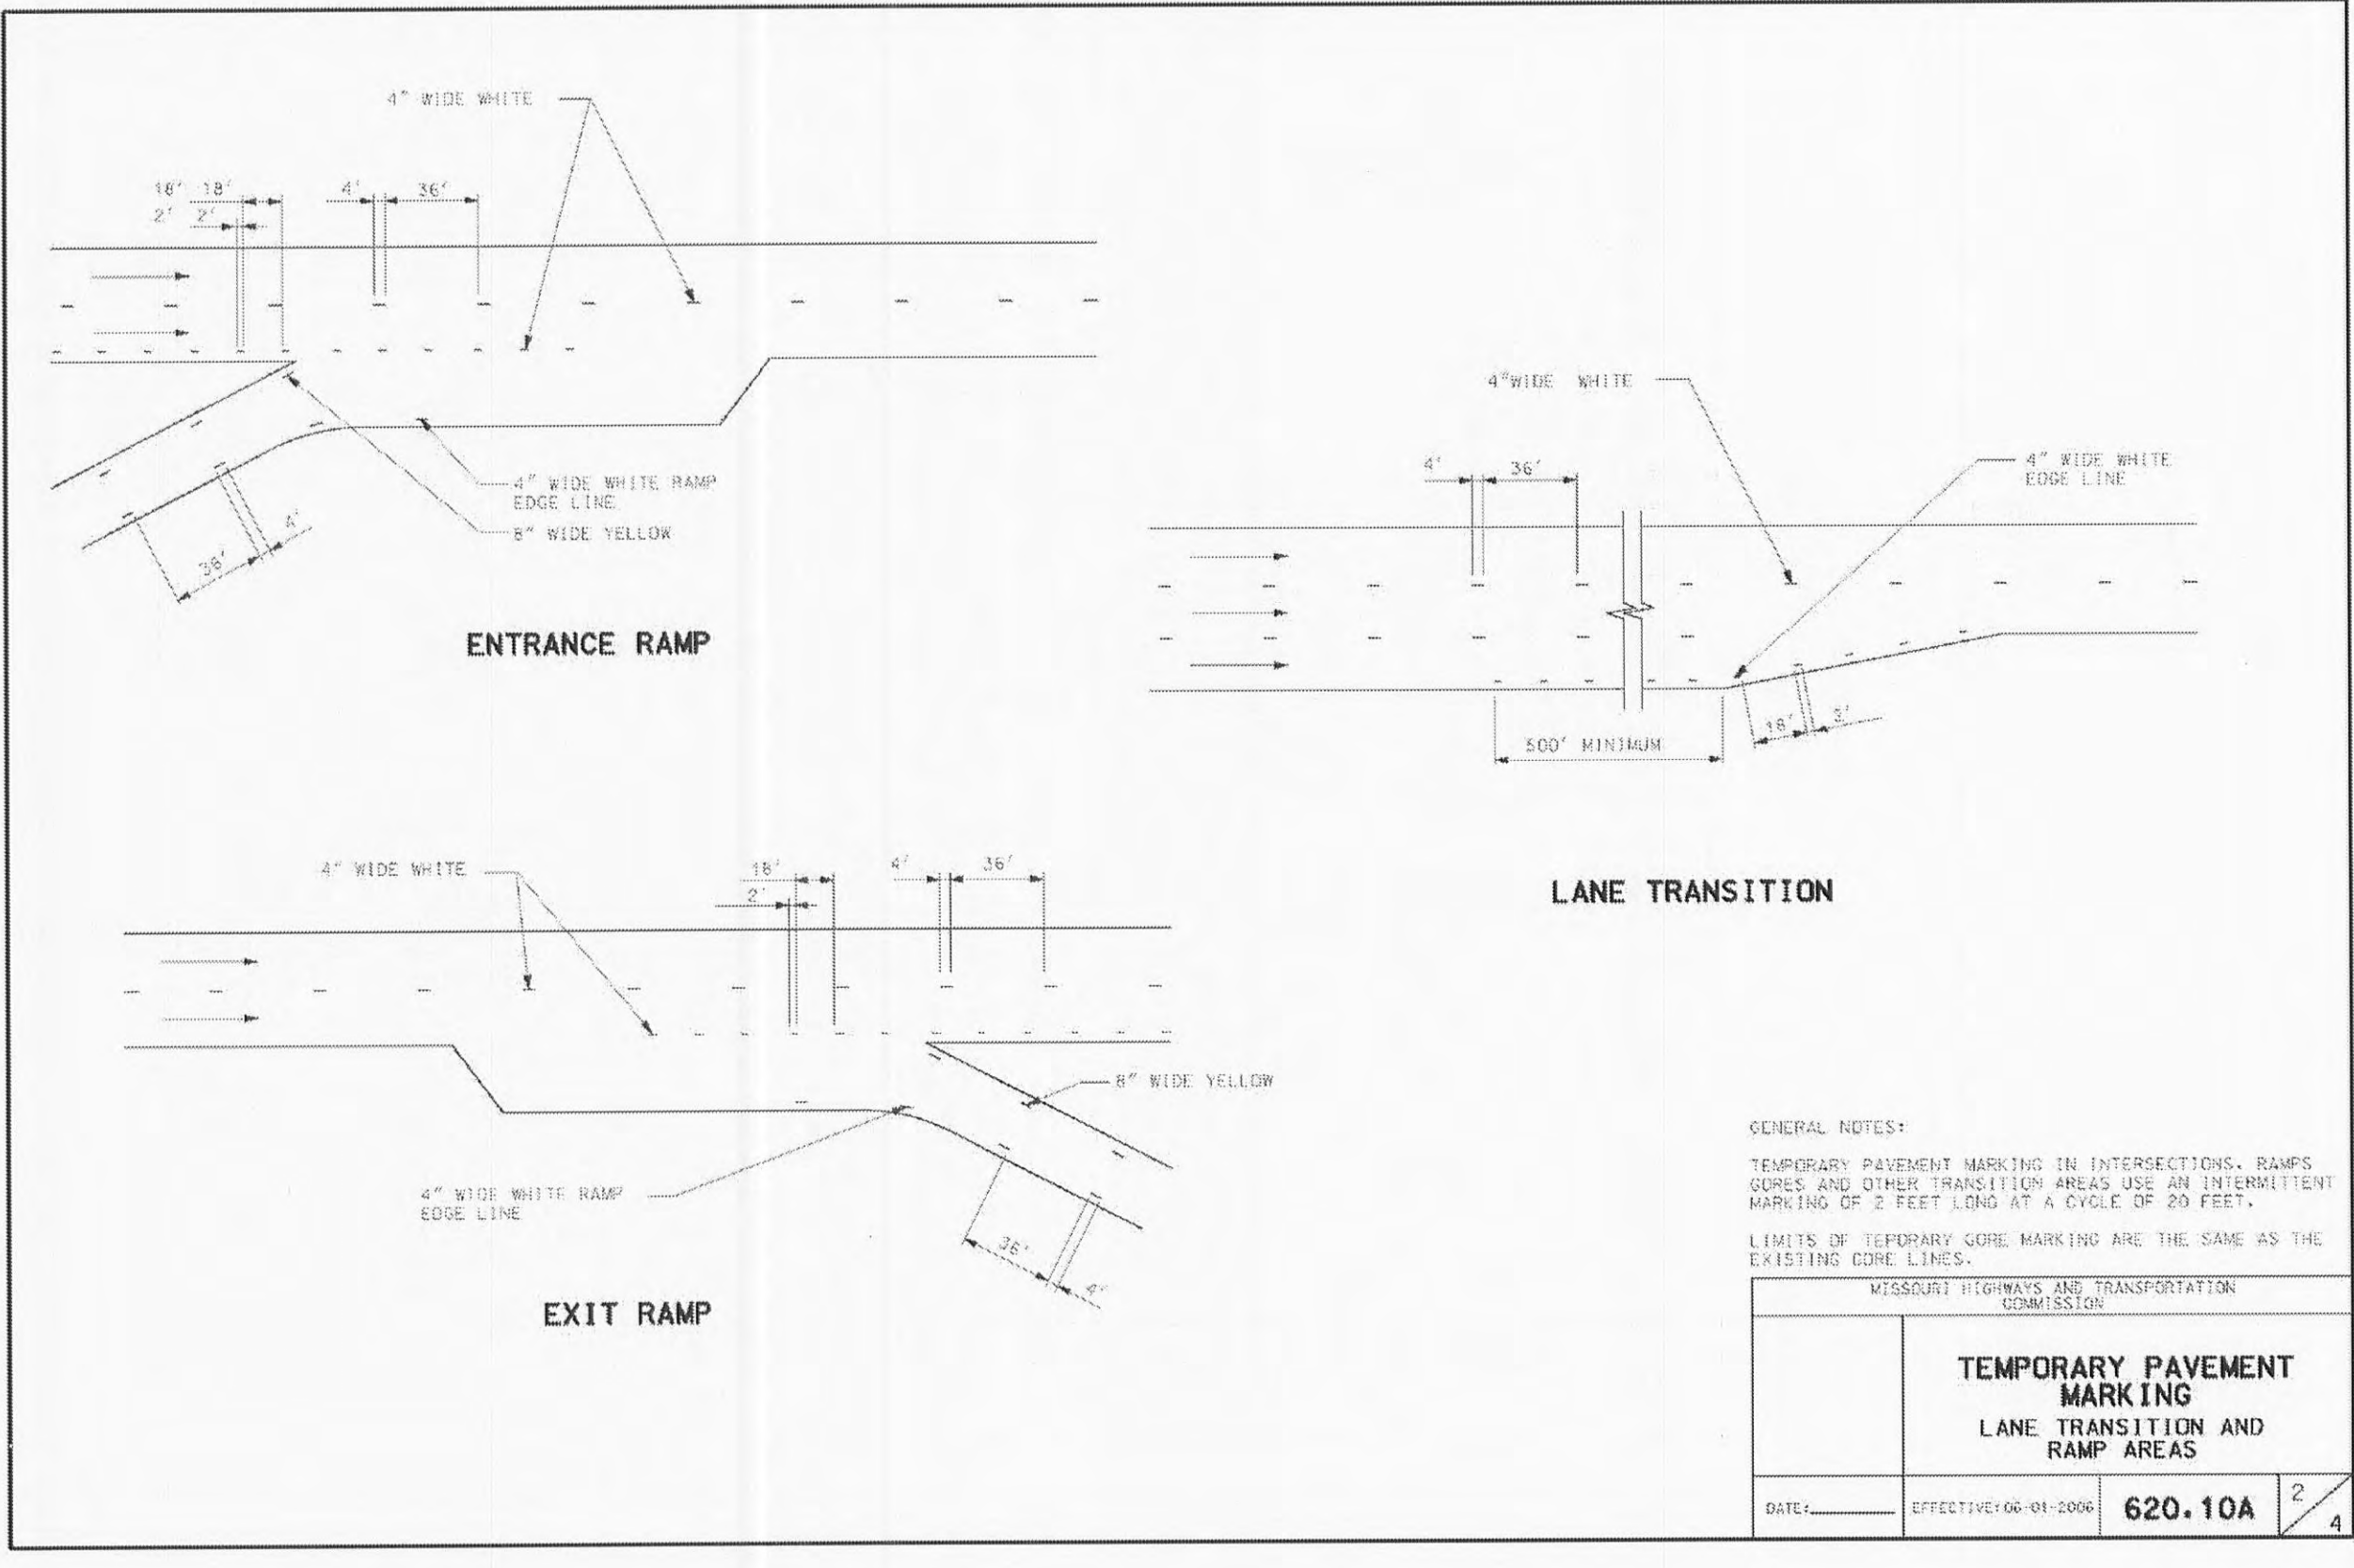 4" WIDE WHITE
18' 18'
2' 2'
4'
36'
4" WIDE WHITE RAMP
EDGE LINE
8" WIDE YELLOW
36'
4'
ENTRANCE RAMP
4"WIDE WHITE
4'
36'
4" WIDE WHITE
EDGE LINE
500' MINIMUM
18'
LANE TRANSITION
4" WIDE WHITE
18'
2'
4'
36'
8" WIDE YELLOW
4" WIDE WHITE RAMP
EDGE LINE
36'
4'
EXIT RAMP
GENERAL NOTES:
TEMPORARY PAVEMENT MARKING IN INTERSECTIONS, RAMPS
GORES AND OTHER TRANSITION AREAS USE AN INTERMITTENT
MARKING OF 2 FEET LONG AT A CYCLE OF 20 FEET.
LIMITS OF TEPORARY GORE MARKING ARE THE SAME AS THE
EXISTING GORE LINES.
MISSOURI HIGHWAYS AND TRANSPORTATION
COMMISSION
TEMPORARY PAVEMENT
MARKING
LANE TRANSITION AND
RAMP AREAS
DATE:
EFFECTIVE: 06-01-2006
620.10A
2/4